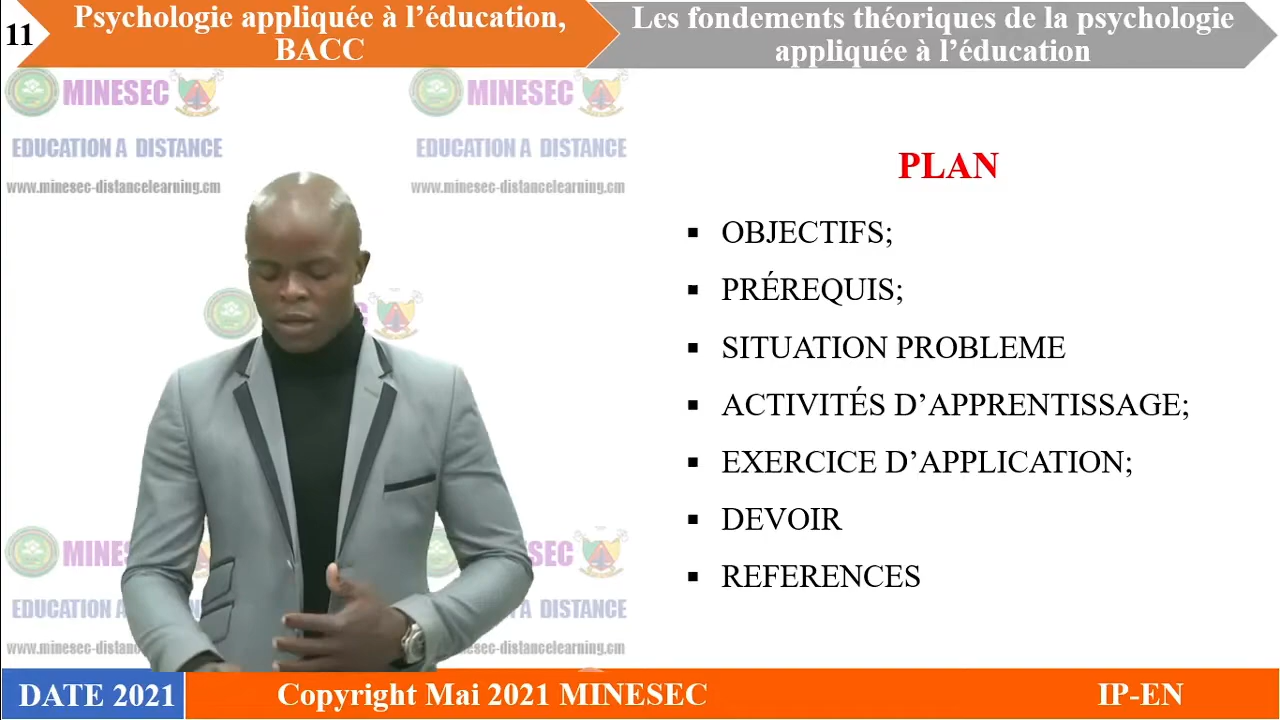 11
Psychologie appliquée à l’éducation,
BACC
Les fondements théoriques de la psychologie
appliquée à l’éducation
MINESEC
EDUCATION A DISTANCE
www.minesec-distancelearning.cm
MINESEC
EDUCATION A DISTANCE
www.minesec-distancelearning.cm
PLAN
▪ OBJECTIFS;
▪ PRÉREQUIS;
▪ SITUATION PROBLEME
▪ ACTIVITÉS D’APPRENTISSAGE;
▪ EXERCICE D’APPLICATION;
▪ DEVOIR
▪ REFERENCES
DATE 2021
Copyright Mai 2021 MINESEC
IP-EN